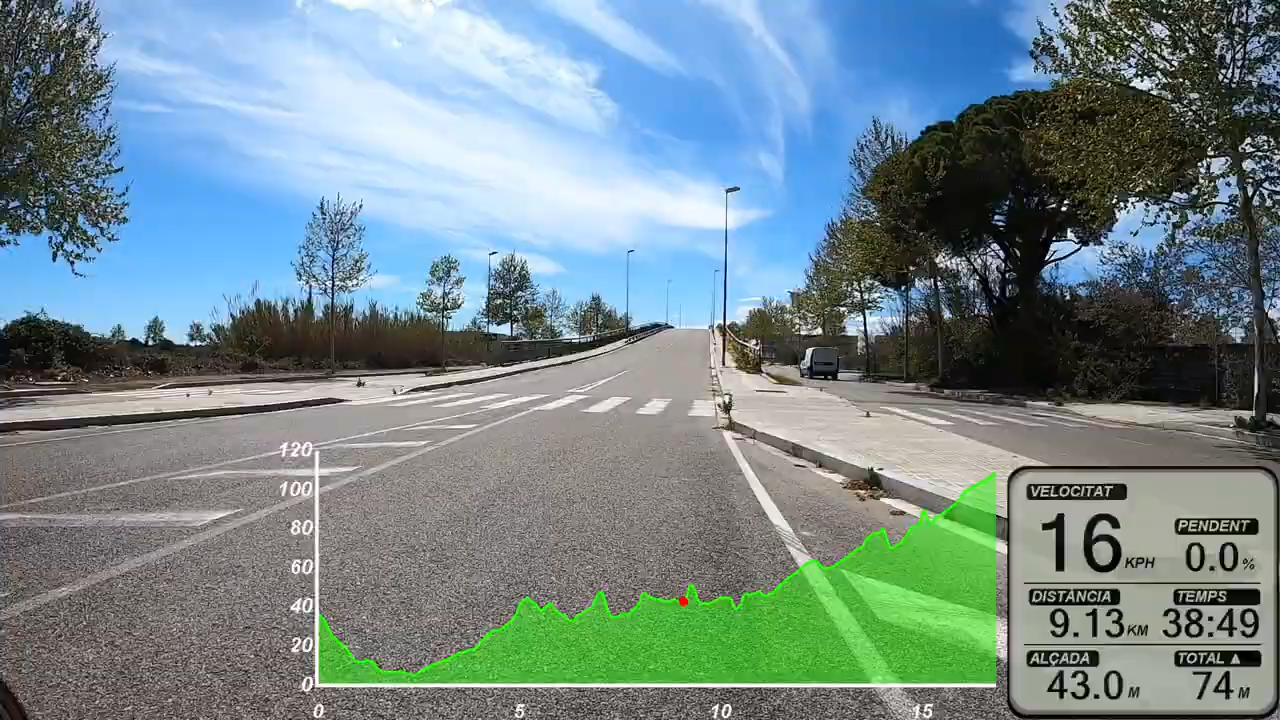 120
100
80
60
40
20
0
0 5 10 15
VELOCITAT
16 KPH
PENDENT
0.0 %
DISTÀNCIA TEMPS
9.13 KM 38:49
ALÇADA TOTAL ▲
43.0 M 74 M